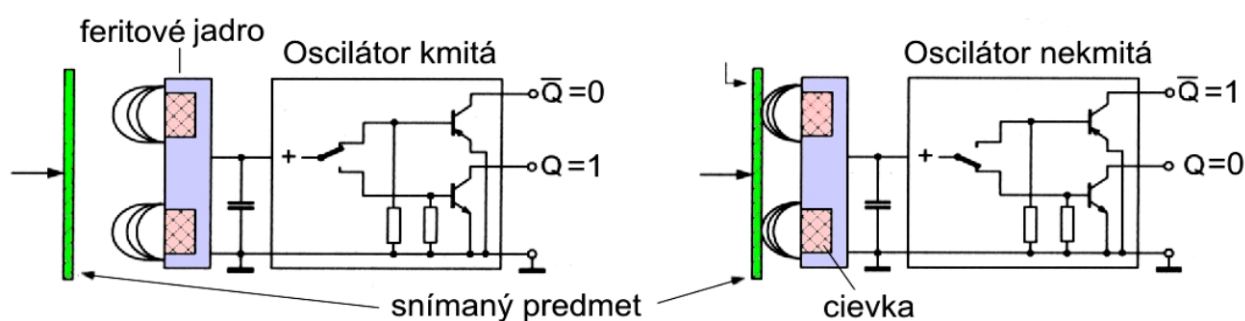 feritové jadro
Oscilátor kmitá
Oscilátor nekmitá
Q̅=0
Q̅=1
+
+
Q=1
Q=0
snímaný predmet
cievka